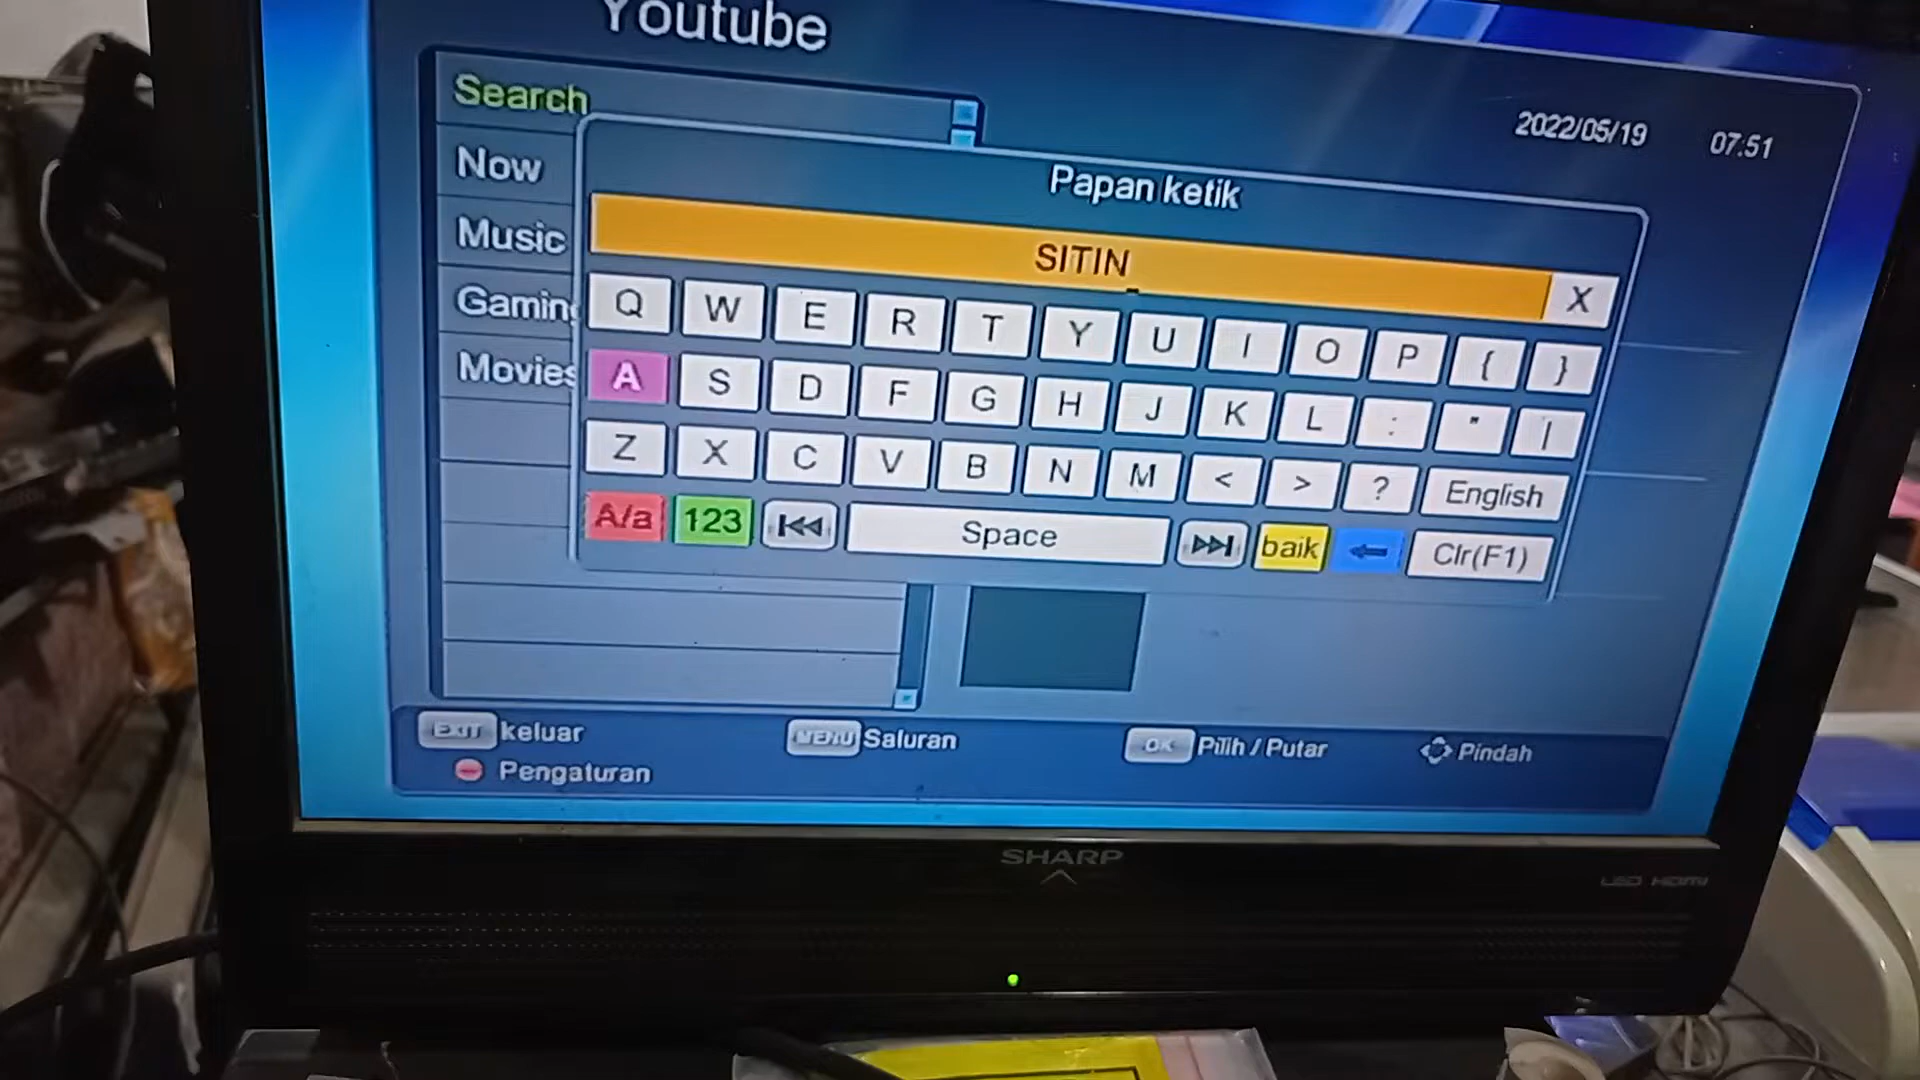 Youtube
Search
2022/05/19 07:51
Now
Papan ketik
Music
SITIN
X
Gaming
Q W E R T Y U I O P { }
Movies
A S D F G H J K L : " |
Z X C V B N M < > ? English
A/a 123 Space baik Clr(F1)
EXIT keluar MENU Saluran OK Pilih / Putar Pindah
Pengaturan
SHARP
LED HDMI